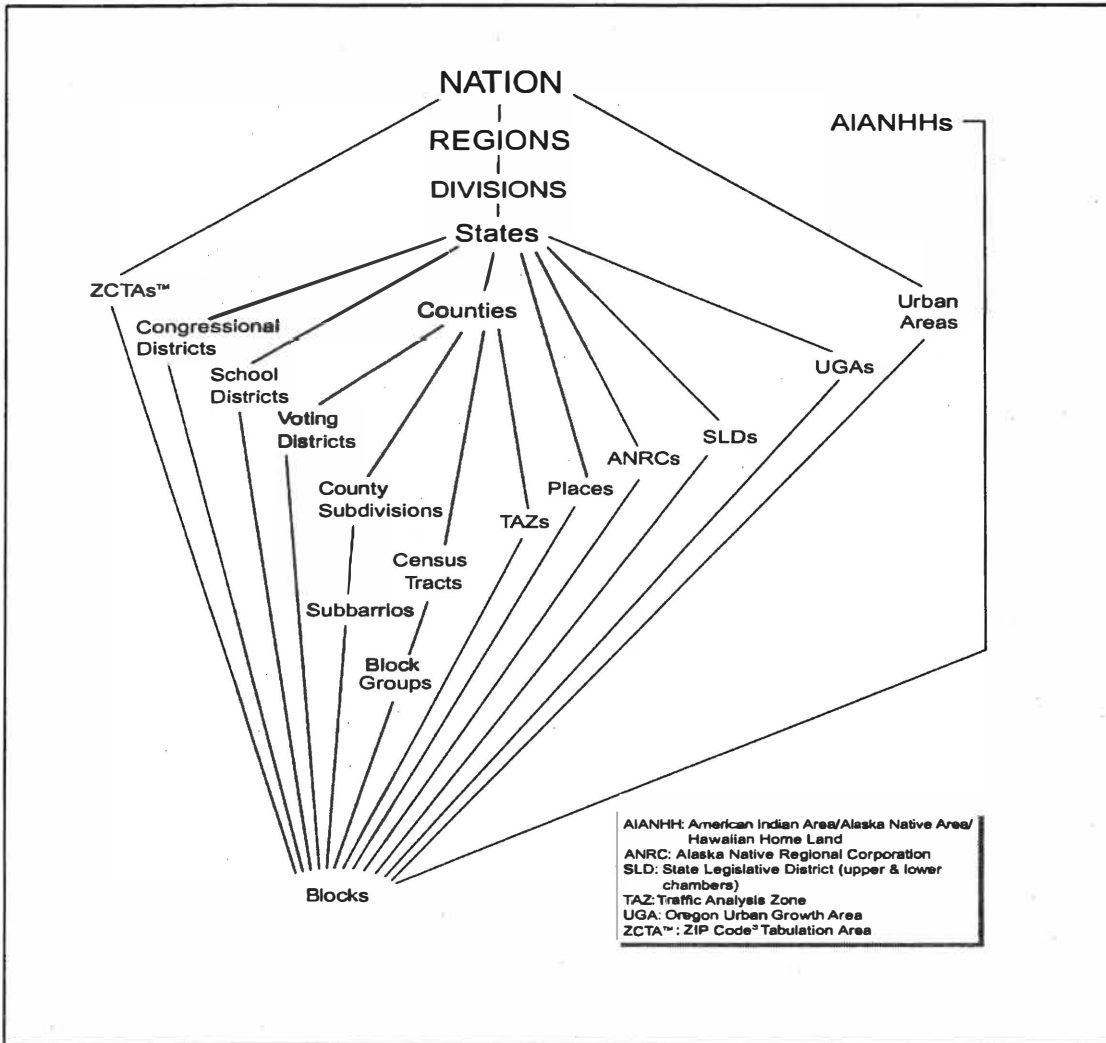 NATION
AIANHHs
REGIONS
DIVISIONS
States
ZCTAs™
Counties
Urban
Areas
Congressional
Districts
School
Districts
UGAs
Voting
Districts
SLDs
ANRCs
County
Subdivisions
Places
TAZs
Census
Tracts
Subbarrios
Block
Groups
Blocks
AIANHH: American Indian Area/Alaska Native Area/
Hawaiian Home Land
ANRC: Alaska Native Regional Corporation
SLD: State Legislative District (upper & lower
chambers)
TAZ: Traffic Analysis Zone
UGA: Oregon Urban Growth Area
ZCTA™: ZIP Code³ Tabulation Area